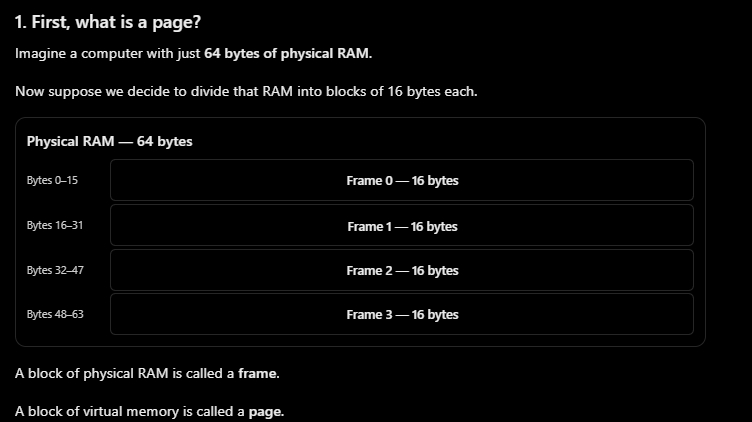 1. First, what is a page?
Imagine a computer with just 64 bytes of physical RAM.
Now suppose we decide to divide that RAM into blocks of 16 bytes each.
Physical RAM — 64 bytes
Bytes 0–15
Frame 0 — 16 bytes
Bytes 16–31
Frame 1 — 16 bytes
Bytes 32–47
Frame 2 — 16 bytes
Bytes 48–63
Frame 3 — 16 bytes
A block of physical RAM is called a frame.
A block of virtual memory is called a page.